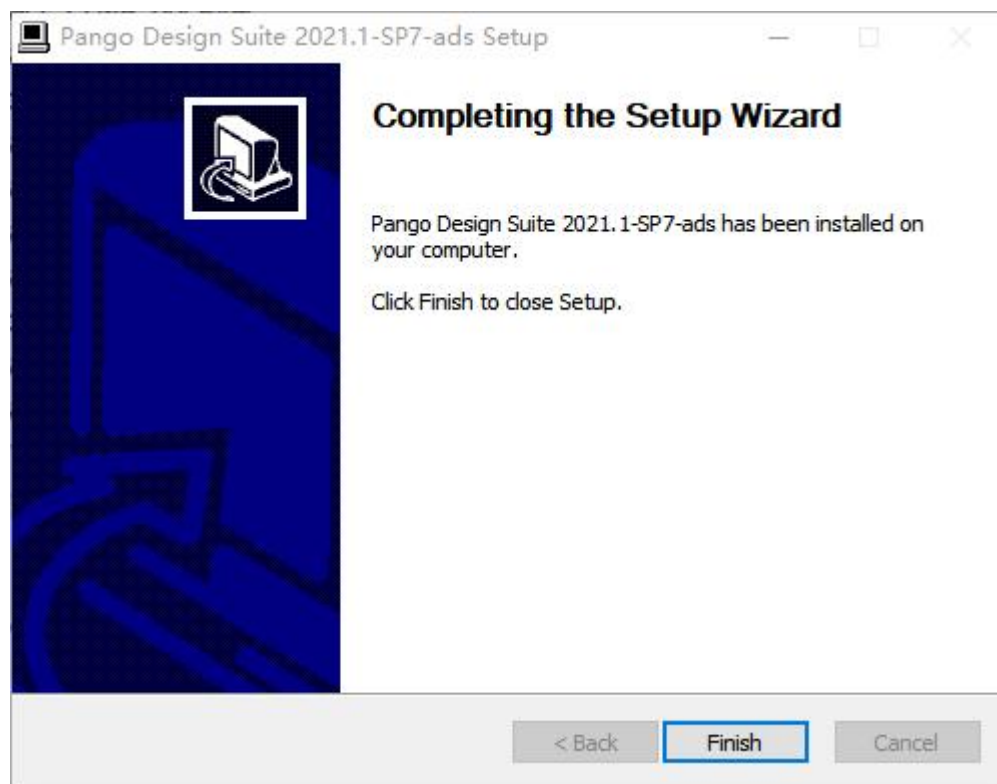 Pango Design Suite 2021.1-SP7-ads Setup
Completing the Setup Wizard
Pango Design Suite 2021.1-SP7-ads has been installed on
your computer.
Click Finish to close Setup.
< Back
Finish
Cancel